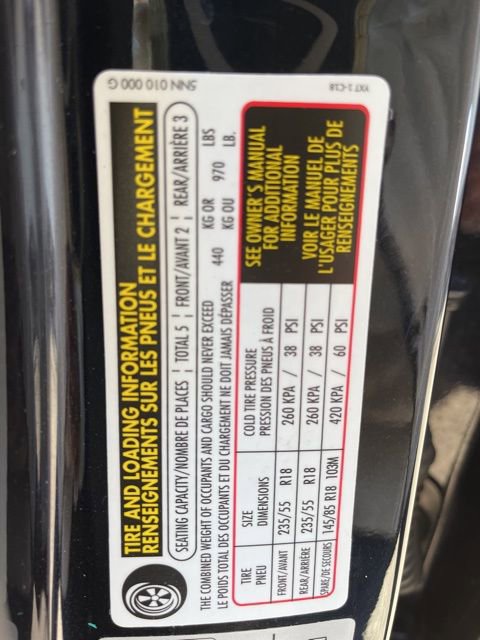 5NN 010 000 G
YXT 1-C18
TIRE AND LOADING INFORMATION
RENSEIGNEMENTS SUR LES PNEUS ET LE CHARGEMENT
SEATING CAPACITY/NOMBRE DE PLACES ¦ TOTAL 5 ¦ FRONT/AVANT 2 ¦ REAR/ARRIÈRE 3
THE COMBINED WEIGHT OF OCCUPANTS AND CARGO SHOULD NEVER EXCEED KG OR LBS
440 970
LE POIDS TOTAL DES OCCUPANTS ET DU CHARGEMENT NE DOIT JAMAIS DÉPASSER KG OU LB.
TIRE SIZE COLD TIRE PRESSURE
PNEU DIMENSIONS PRESSION DES PNEUS À FROID
FRONT/AVANT 235/55 R18 260 KPA / 38 PSI
REAR/ARRIÈRE 235/55 R18 260 KPA / 38 PSI
SPARE/DE SECOURS 145/85 R18 103M 420 KPA / 60 PSI
SEE OWNER'S MANUAL
FOR ADDITIONAL
INFORMATION
VOIR LE MANUEL DE
L'USAGER POUR PLUS DE
RENSEIGNEMENTS